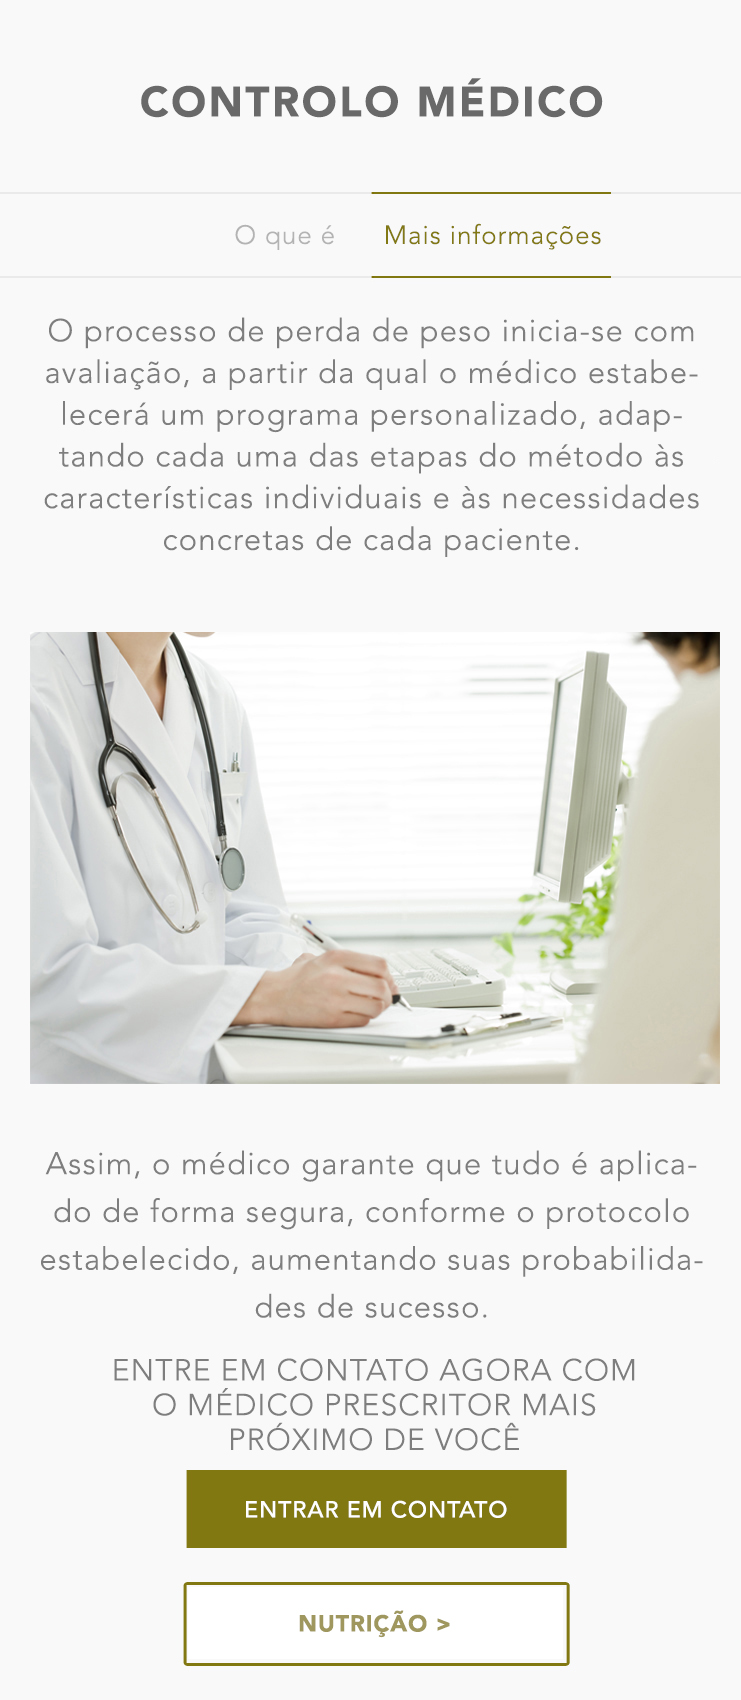 CONTROLO MÉDICO
O que é
Mais informações
O processo de perda de peso inicia-se com
avaliação, a partir da qual o médico estabe-
lecerá um programa personalizado, adap-
tando cada uma das etapas do método às
características individuais e às necessidades
concretas de cada paciente.
Assim, o médico garante que tudo é aplica-
do de forma segura, conforme o protocolo
estabelecido, aumentando suas probabilida-
des de sucesso.
ENTRE EM CONTATO AGORA COM
O MÉDICO PRESCRITOR MAIS
PRÓXIMO DE VOCÊ
ENTRAR EM CONTATO
NUTRIÇÃO >